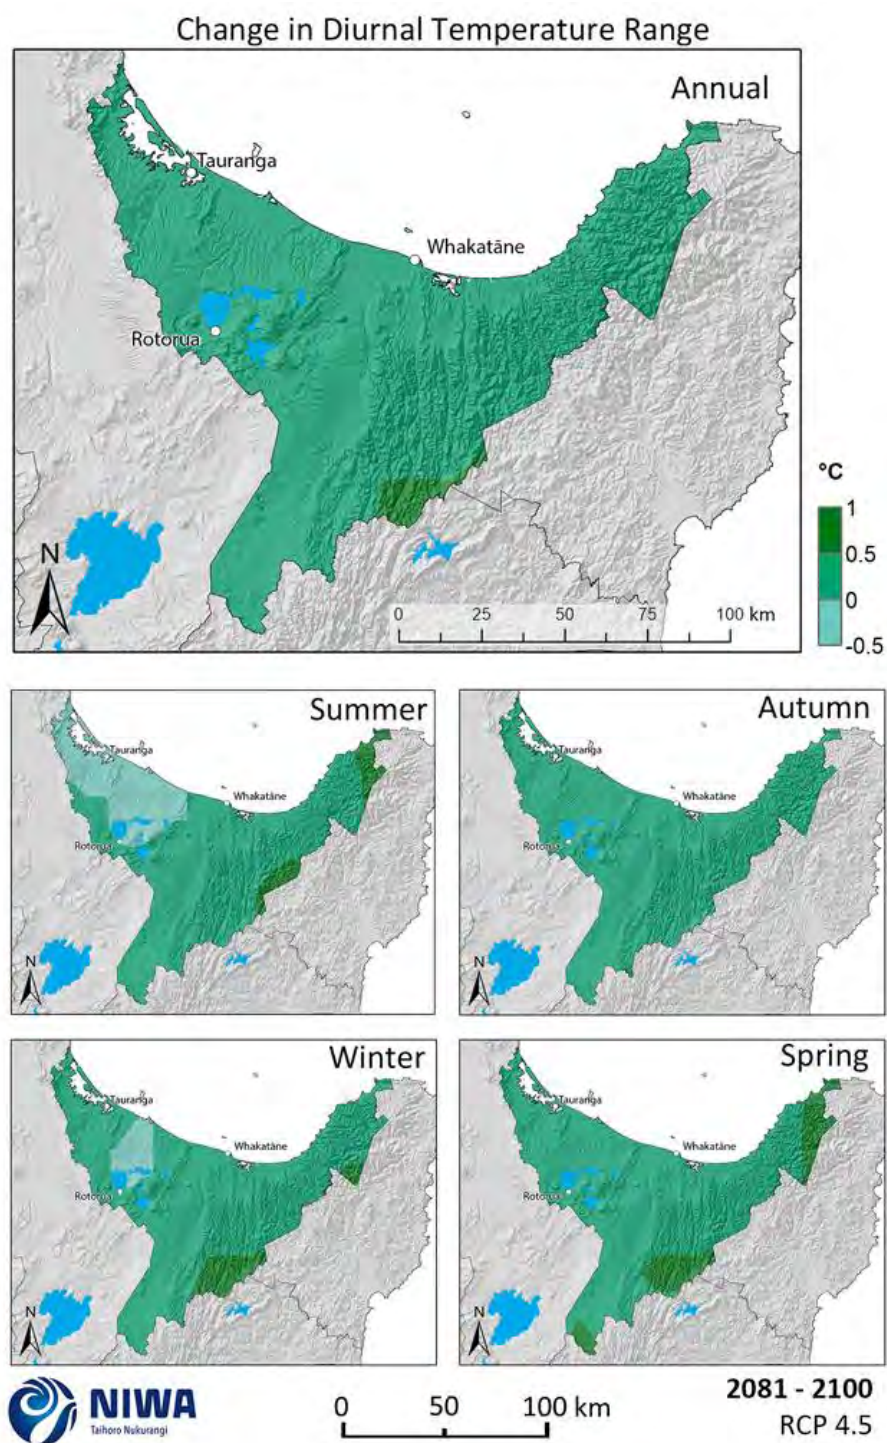 Change in Diurnal Temperature Range
Annual
Tauranga
Whakatāne
Rotorua
°C
1
0.5
0
-0.5
N
0 25 50 75 100 km
Summer
Tauranga
Whakatāne
Rotorua
N
Autumn
Tauranga
Whakatāne
Rotorua
N
Winter
Tauranga
Whakatāne
Rotorua
N
Spring
Tauranga
Whakatāne
Rotorua
N
NIWA
Taihoro Nukurangi
0 50 100 km
2081 - 2100
RCP 4.5